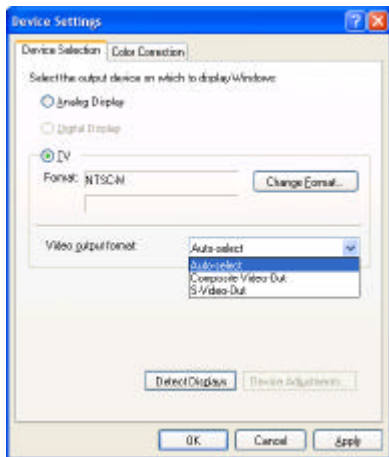 Device Settings
Device Selection
Color Correction
Select the output device on which to display Windows:
Analog Display
Digital Display
TV
Format: NTSC-M
Change Format...
Video output format:
Auto-select
Auto-select
Composite Video-Out
S-Video-Out
Detect Displays
Device Adjustments...
OK
Cancel
Apply